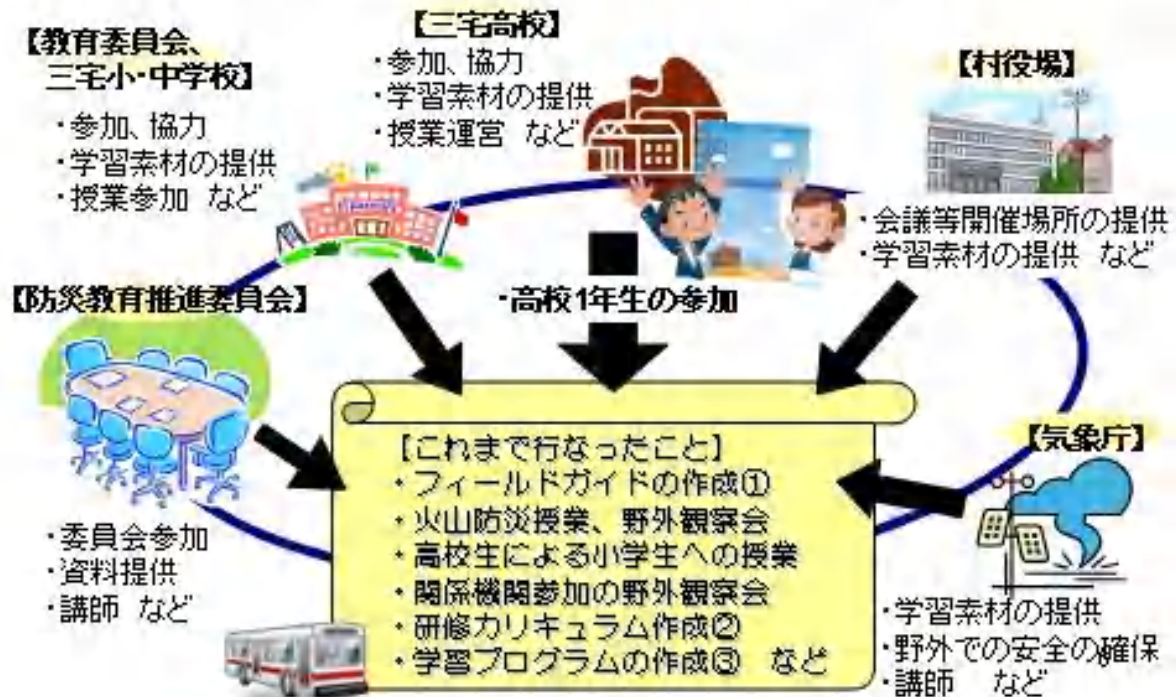 【教育委員会、
三宅小・中学校】
・参加、協力
・学習素材の提供
・授業参加 など
【三宅高校】
・参加、協力
・学習素材の提供
・授業運営 など
【村役場】
・会議等開催場所の提供
・学習素材の提供 など
・高校1年生の参加
【防災教育推進委員会】
・委員会参加
・資料提供
・講師 など
【これまで行なったこと】
・フィールドガイドの作成①
・火山防災授業、野外観察会
・高校生による小学生への授業
・関係機関参加の野外観察会
・研修カリキュラム作成②
・学習プログラムの作成③ など
【気象庁】
・学習素材の提供
・野外での安全の確保
・講師 など